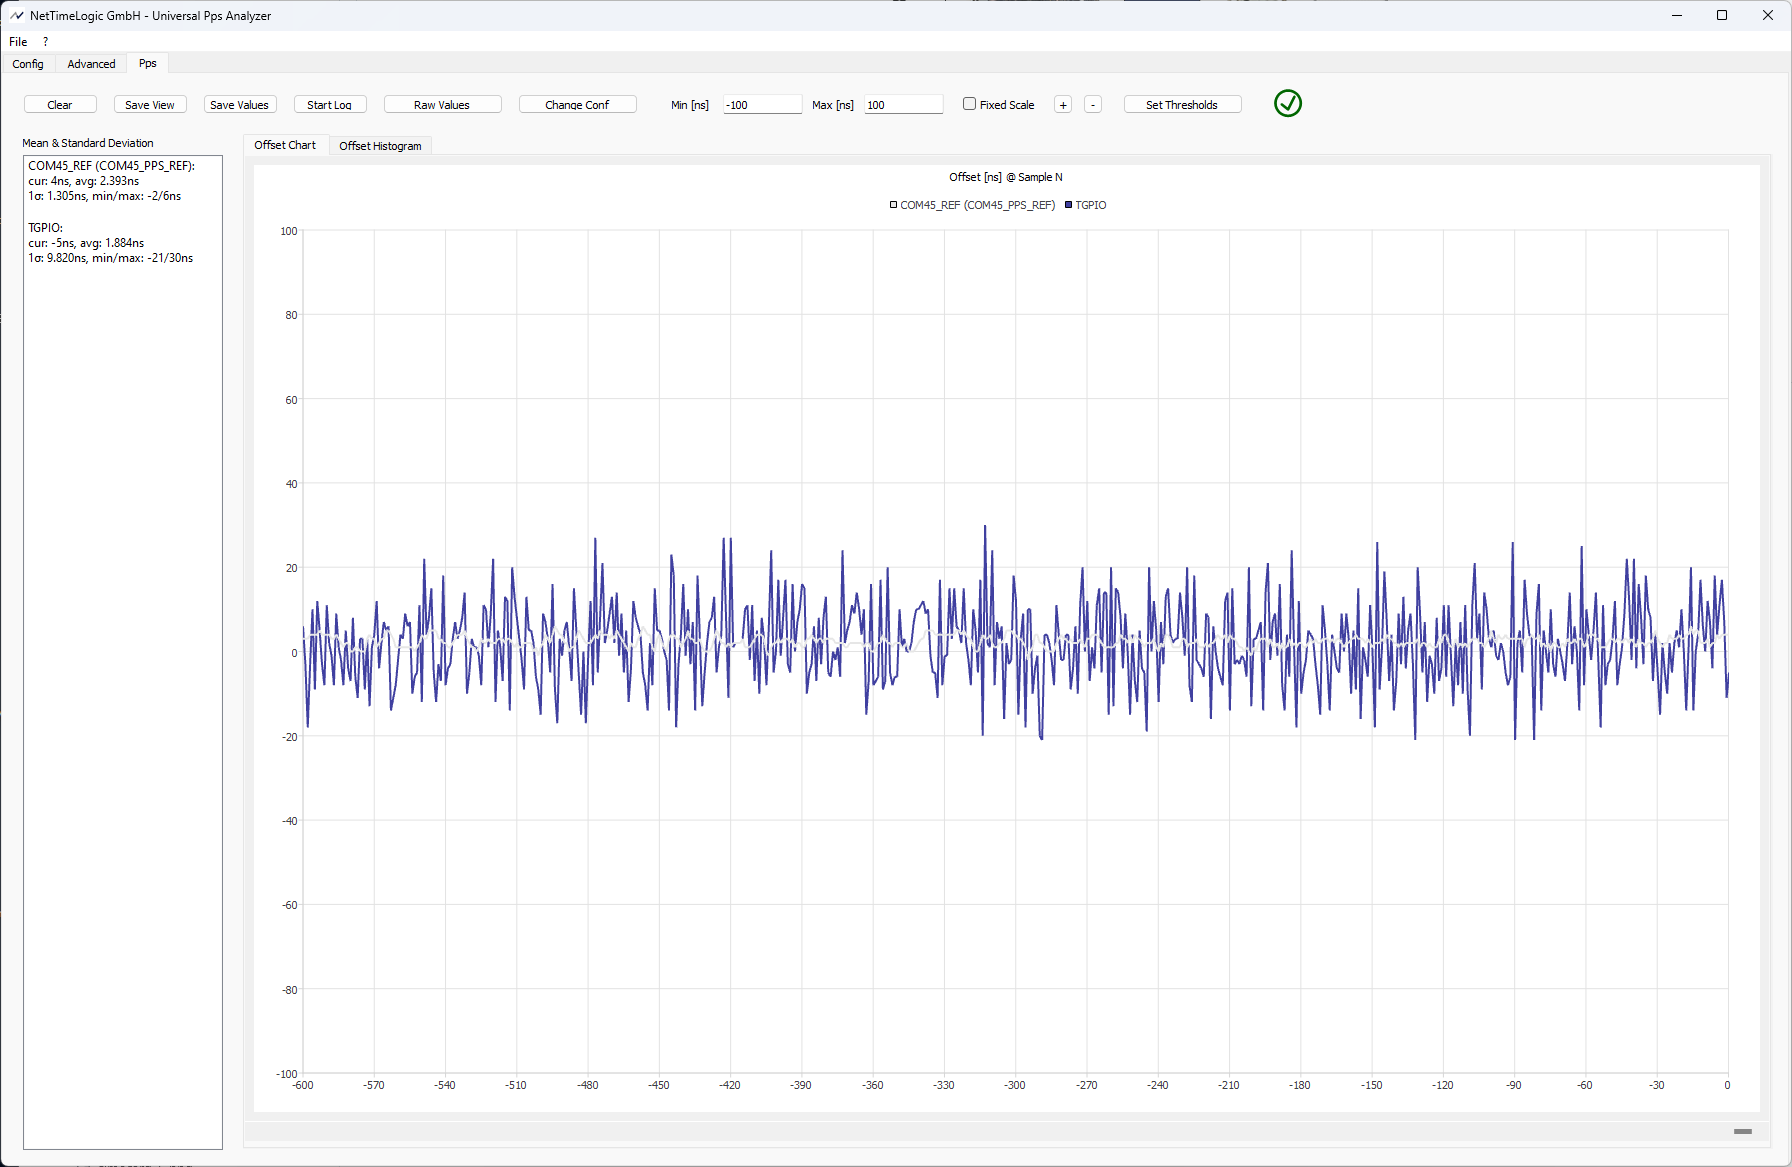 NetTimeLogic GmbH - Universal Pps Analyzer
File ?
Config Advanced Pps
Clear Save View Save Values Start Log Raw Values Change Conf Min [ns] -100 Max [ns] 100 Fixed Scale + - Set Thresholds
Mean & Standard Deviation
COM45_REF (COM45_PPS_REF):
cur: 4ns, avg: 2.393ns
1σ: 1.305ns, min/max: -2/6ns
TGPIO:
cur: -5ns, avg: 1.884ns
1σ: 9.820ns, min/max: -21/30ns
Offset Chart Offset Histogram
Offset [ns] @ Sample N
COM45_REF (COM45_PPS_REF) TGPIO
100
80
60
40
20
0
-20
-40
-60
-80
-100
-600 -570 -540 -510 -480 -450 -420 -390 -360 -330 -300 -270 -240 -210 -180 -150 -120 -90 -60 -30 0